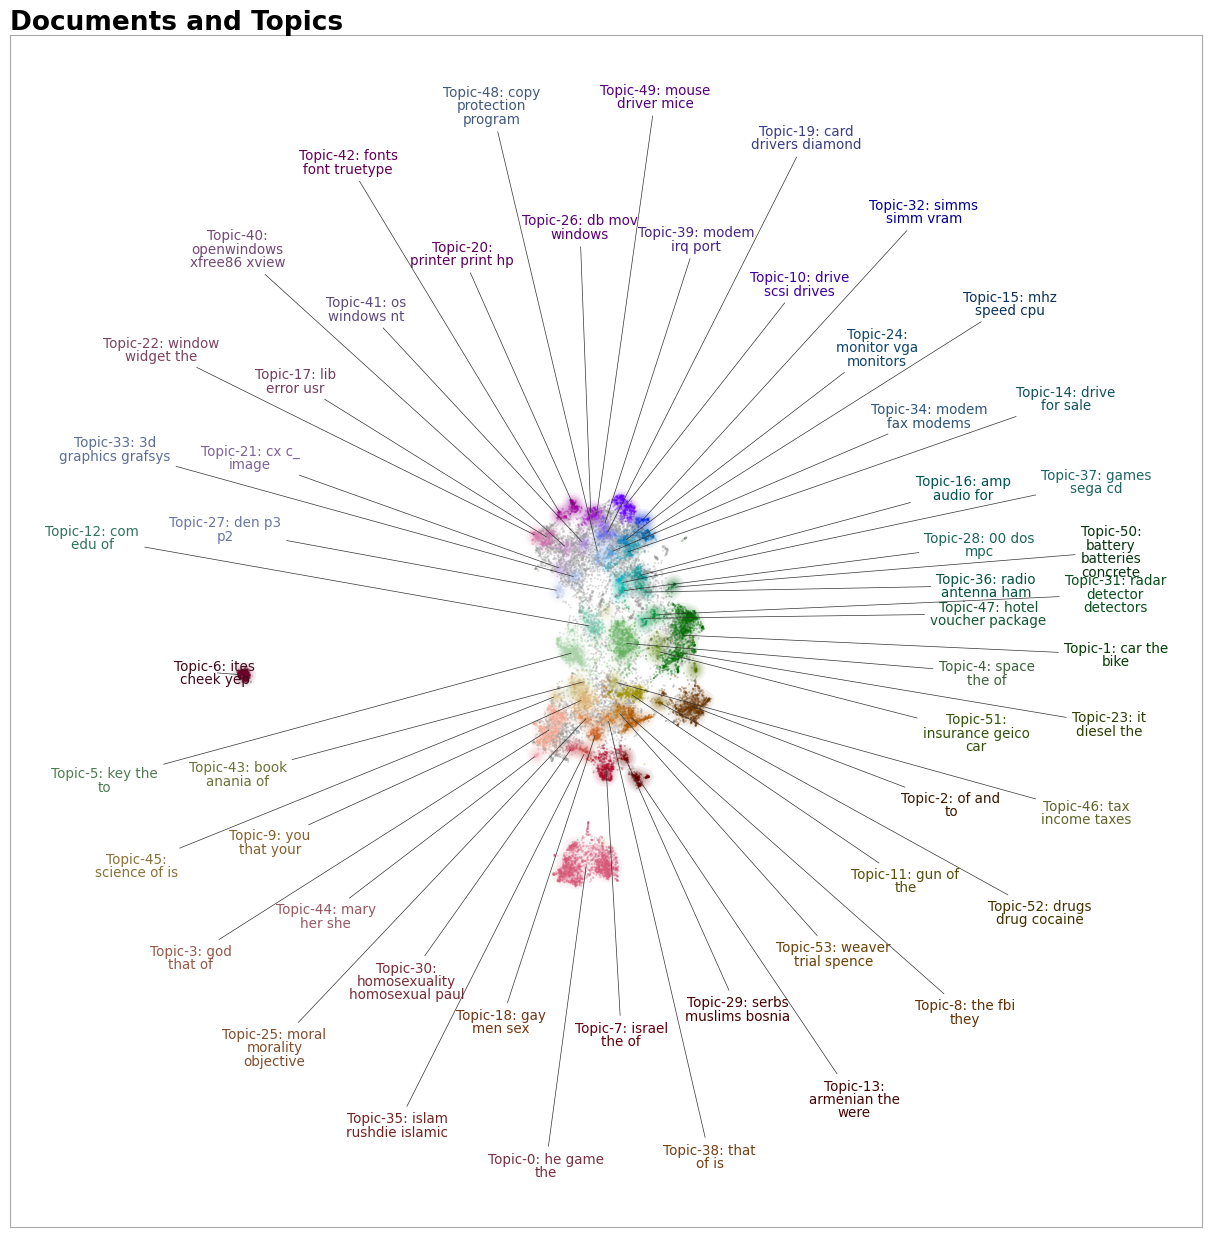 Documents and Topics
Topic-48: copy
protection
program
Topic-49: mouse
driver mice
Topic-19: card
drivers diamond
Topic-42: fonts
font truetype
Topic-32: simms
simm vram
Topic-26: db mov
windows
Topic-39: modem
irq port
Topic-40:
openwindows
xfree86 xview
Topic-20:
printer print hp
Topic-10: drive
scsi drives
Topic-41: os
windows nt
Topic-15: mhz
speed cpu
Topic-22: window
widget the
Topic-24:
monitor vga
monitors
Topic-17: lib
error usr
Topic-14: drive
for sale
Topic-34: modem
fax modems
Topic-33: 3d
graphics grafsys
Topic-21: cx c_
image
Topic-16: amp
audio for
Topic-37: games
sega cd
Topic-12: com
edu of
Topic-27: den p3
p2
Topic-28: 00 dos
mpc
Topic-50:
battery
batteries
concrete
Topic-36: radio
antenna ham
Topic-31: radar
detector
detectors
Topic-47: hotel
voucher package
Topic-1: car the
bike
Topic-6: ites
cheek yep
Topic-4: space
the of
Topic-23: it
diesel the
Topic-51:
insurance geico
car
Topic-5: key the
to
Topic-43: book
anania of
Topic-2: of and
to
Topic-46: tax
income taxes
Topic-9: you
that your
Topic-45:
science of is
Topic-11: gun of
the
Topic-52: drugs
drug cocaine
Topic-44: mary
her she
Topic-3: god
that of
Topic-53: weaver
trial spence
Topic-30:
homosexuality
homosexual paul
Topic-29: serbs
muslims bosnia
Topic-8: the fbi
they
Topic-18: gay
men sex
Topic-7: israel
the of
Topic-25: moral
morality
objective
Topic-13:
armenian the
were
Topic-35: islam
rushdie islamic
Topic-0: he game
the
Topic-38: that
of is